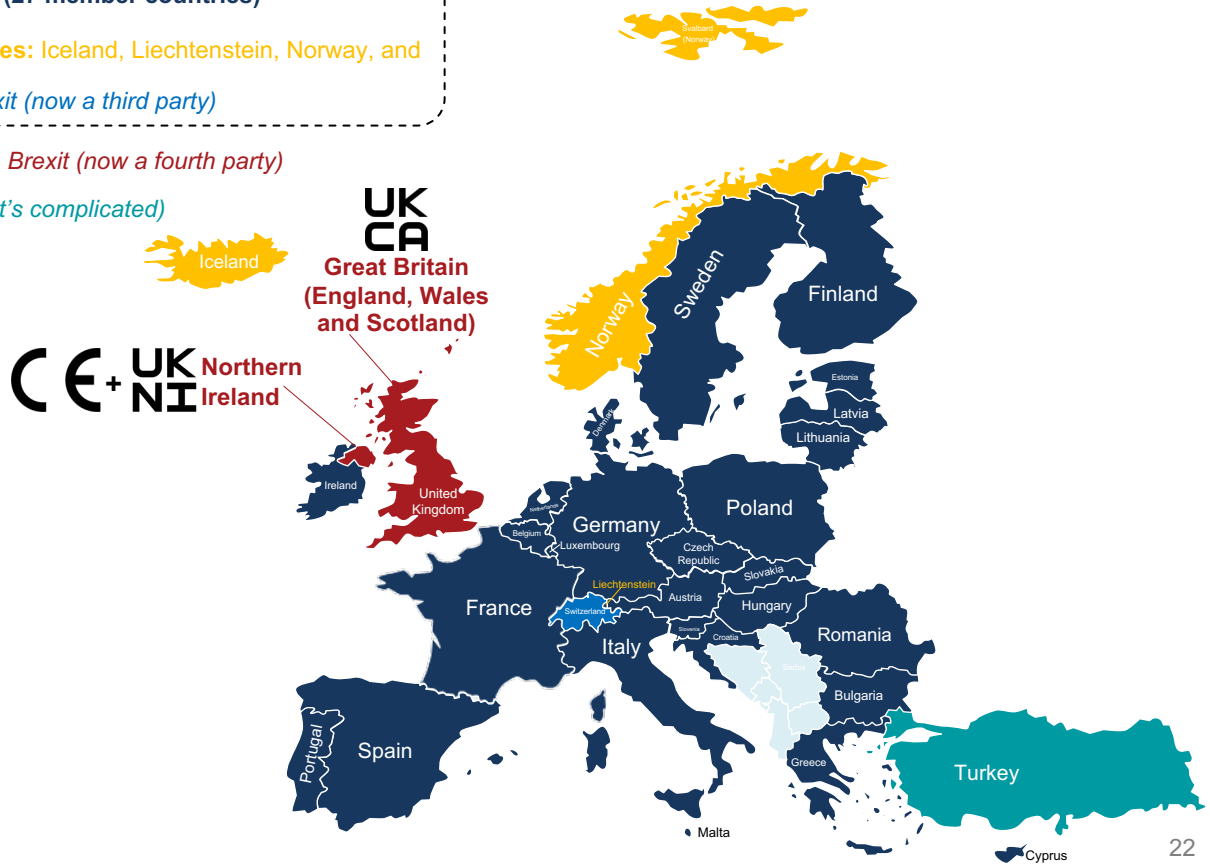 (27 member countries)
es: Iceland, Liechtenstein, Norway, and
xit (now a third party)
Brexit (now a fourth party)
t's complicated)
Svalbard
(Norway)
UK
CA
Iceland
Great Britain
(England, Wales
and Scotland)
Norway
Sweden
Finland
CE + UK
NI
Northern
Ireland
Estonia
Latvia
Lithuania
Denmark
Ireland
United
Kingdom
Netherlands
Belgium
Luxembourg
Germany
Poland
Czech
Republic
Slovakia
Liechtenstein
Austria
Hungary
France
Switzerland
Slovenia
Croatia
Italy
Serbia
Romania
Bulgaria
Portugal
Spain
Greece
Turkey
Malta
Cyprus
22